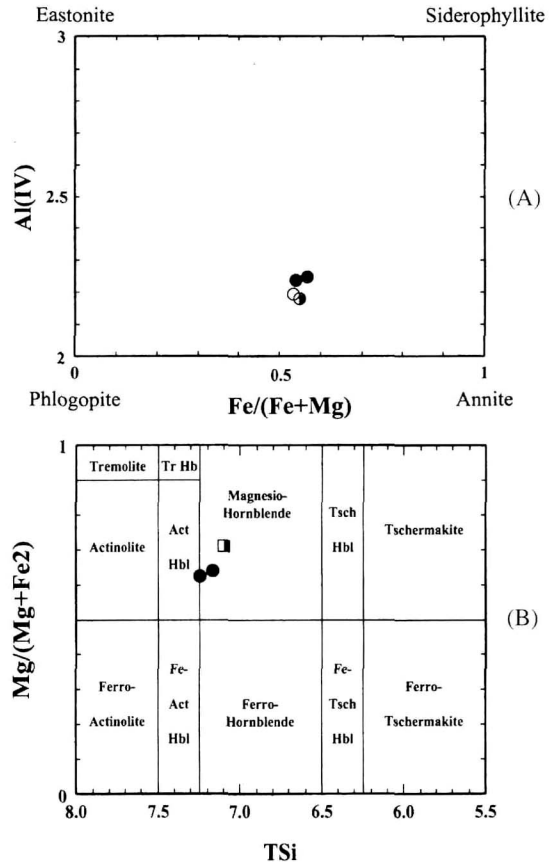 Eastonite Siderophyllite
3
2.5
2
Al(IV)
(A)
0 0.5 1
Phlogopite Fe/(Fe+Mg) Annite
1
Tremolite Tr Hb
Magnesio-
Hornblende
Actinolite
Act
Hbl
Tsch
Hbl
Tschermakite
Mg/(Mg+Fe2)
(B)
Ferro-
Actinolite
Fe-
Act
Hbl
Ferro-
Hornblende
Fe-
Tsch
Hbl
Ferro-
Tschermakite
0
8.0 7.5 7.0 6.5 6.0 5.5
TSi